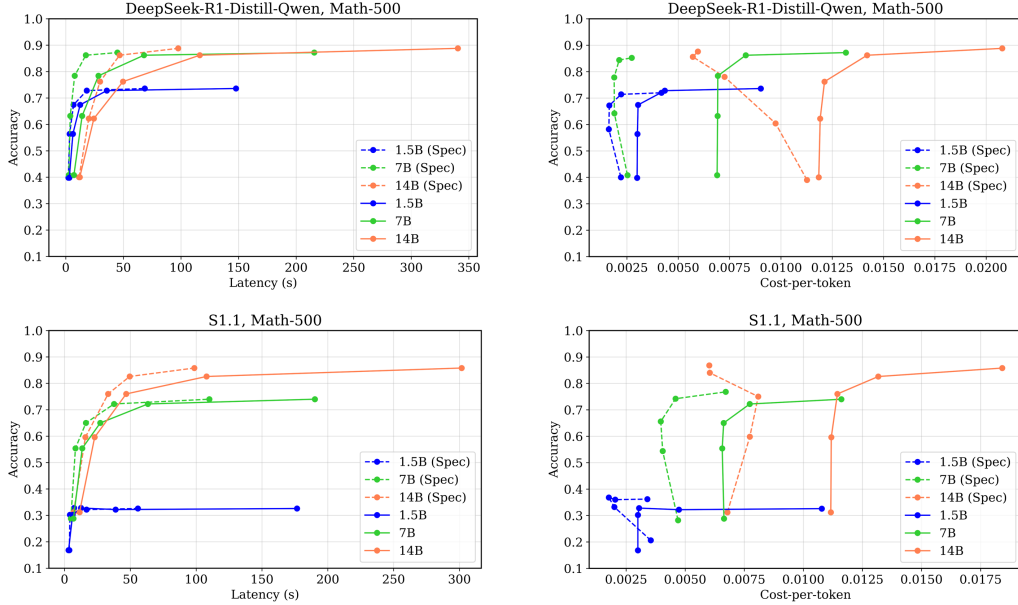 DeepSeek-R1-Distill-Qwen, Math-500
1.0
0.9
0.8
0.7
0.6
0.5
0.4
0.3
0.2
0.1
Accuracy
0 50 100 150 200 250 300 350
Latency (s)
1.5B (Spec)
7B (Spec)
14B (Spec)
1.5B
7B
14B
DeepSeek-R1-Distill-Qwen, Math-500
1.0
0.9
0.8
0.7
0.6
0.5
0.4
0.3
0.2
0.1
Accuracy
0.0025 0.0050 0.0075 0.0100 0.0125 0.0150 0.0175 0.0200
Cost-per-token
1.5B (Spec)
7B (Spec)
14B (Spec)
1.5B
7B
14B
S1.1, Math-500
1.0
0.9
0.8
0.7
0.6
0.5
0.4
0.3
0.2
0.1
Accuracy
0 50 100 150 200 250 300
Latency (s)
1.5B (Spec)
7B (Spec)
14B (Spec)
1.5B
7B
14B
S1.1, Math-500
1.0
0.9
0.8
0.7
0.6
0.5
0.4
0.3
0.2
0.1
Accuracy
0.0025 0.0050 0.0075 0.0100 0.0125 0.0150 0.0175
Cost-per-token
1.5B (Spec)
7B (Spec)
14B (Spec)
1.5B
7B
14B